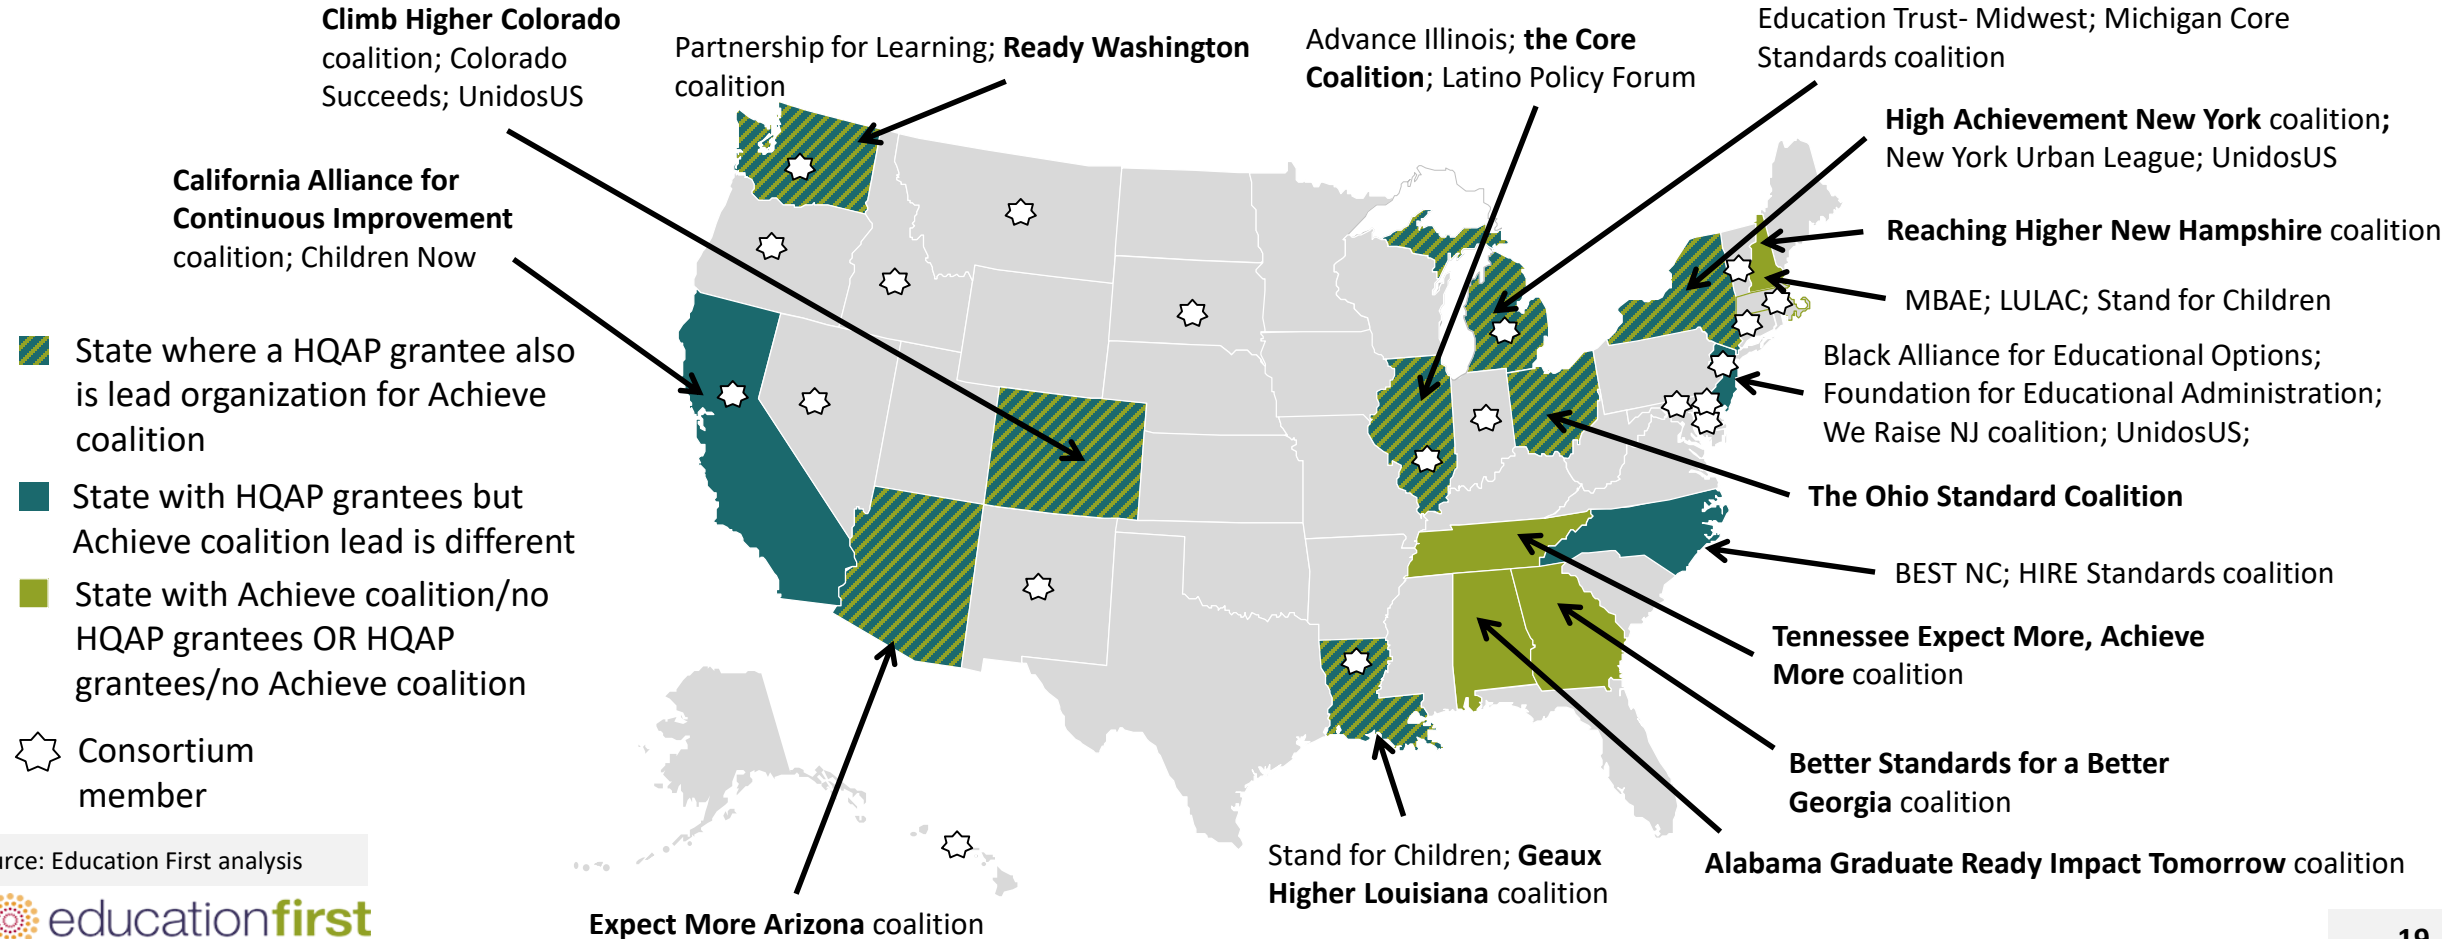 Climb Higher Colorado
coalition; Colorado
Succeeds; UnidosUS
Partnership for Learning; Ready Washington
coalition
Advance Illinois; the Core
Coalition; Latino Policy Forum
Education Trust- Midwest; Michigan Core
Standards coalition
High Achievement New York coalition;
New York Urban League; UnidosUS
California Alliance for
Continuous Improvement
coalition; Children Now
Reaching Higher New Hampshire coalition
MBAE; LULAC; Stand for Children
Black Alliance for Educational Options;
Foundation for Educational Administration;
We Raise NJ coalition; UnidosUS;
The Ohio Standard Coalition
BEST NC; HIRE Standards coalition
Tennessee Expect More, Achieve
More coalition
Better Standards for a Better
Georgia coalition
Alabama Graduate Ready Impact Tomorrow coalition
Stand for Children; Geaux
Higher Louisiana coalition
Expect More Arizona coalition
State where a HQAP grantee also
is lead organization for Achieve
coalition
State with HQAP grantees but
Achieve coalition lead is different
State with Achieve coalition/no
HQAP grantees OR HQAP
grantees/no Achieve coalition
Consortium
member
urce: Education First analysis
educationfirst
19